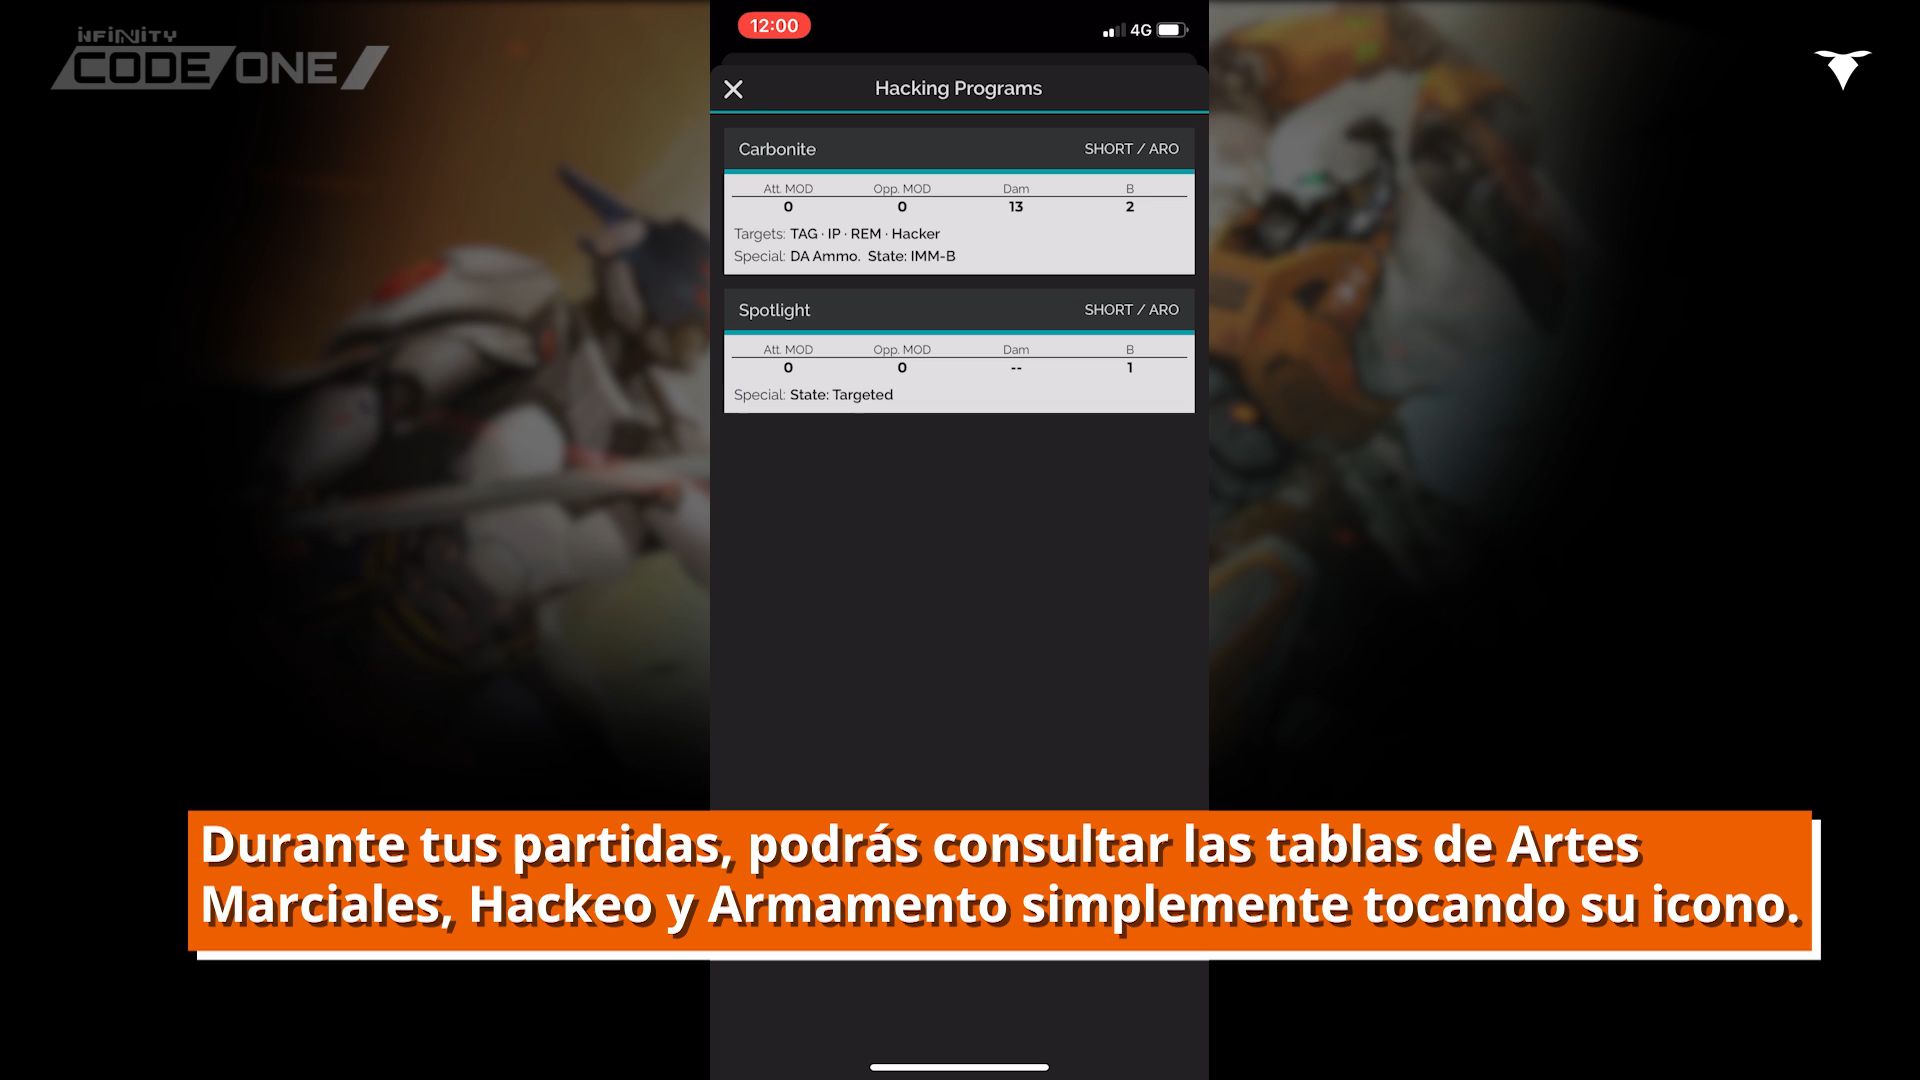 INFINITY
CODE ONE
12:00
4G
Hacking Programs
Carbonite SHORT / ARO
Att. MOD Opp. MOD Dam B
0 0 13 2
Targets: TAG · IP · REM · Hacker
Special: DA Ammo. State: IMM-B
Spotlight SHORT / ARO
Att. MOD Opp. MOD Dam B
0 0 -- 1
Special: State: Targeted
Durante tus partidas, podrás consultar las tablas de Artes
Marciales, Hackeo y Armamento simplemente tocando su icono.